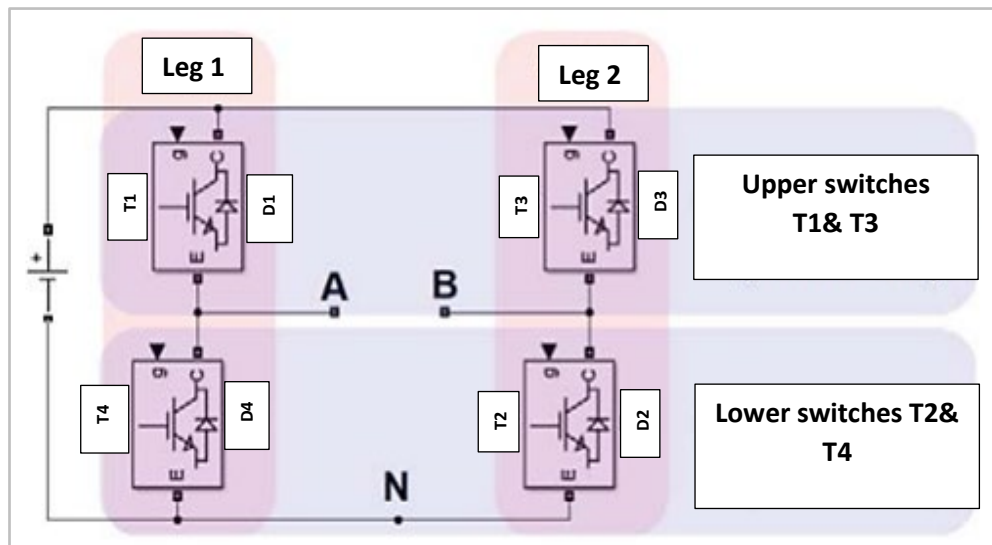 Leg 1
Leg 2
g
C
T1
D1
E
g
C
T3
D3
E
Upper switches
T1& T3
+
A
B
g
C
T4
D4
E
g
C
T2
D2
E
Lower switches T2&
T4
N